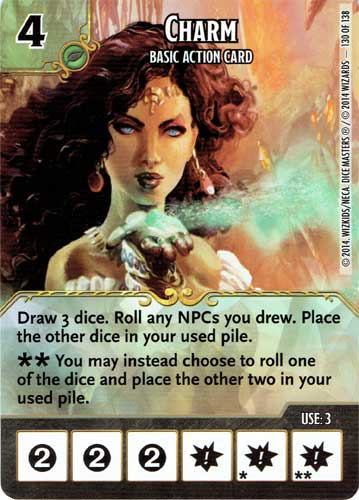 4
CHARM
BASIC ACTION CARD
© 2014. WIZKIDS/NECA. DICE MASTERS ® / © 2014 WIZARDS — 130 OF 138
Draw 3 dice. Roll any NPCs you drew. Place
the other dice in your used pile.
** You may instead choose to roll one
of the dice and place the other two in your
used pile.
USE: 3
2 2 2 ! ! * ! **